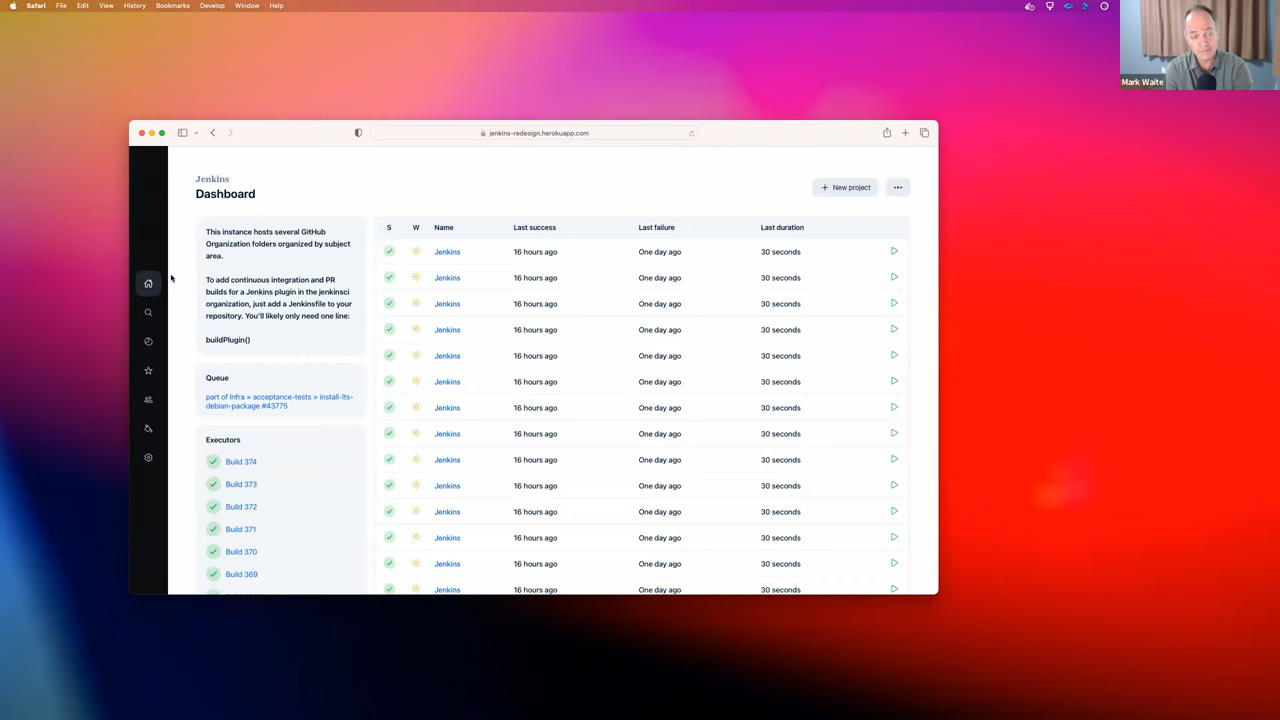 Safari File Edit View History Bookmarks Develop Window Help
Mark Waite
jenkins-redesign.herokuapp.com
Jenkins
Dashboard
New project
This instance hosts several GitHub
Organization folders organized by subject
area.
To add continuous integration and PR
builds for a Jenkins plugin in the jenkinsci
organization, just add a Jenkinsfile to your
repository. You'll likely only need one line:
buildPlugin()
Queue
part of Infra » acceptance-tests » install-lts-
debian-package #43775
Executors
Build 374
Build 373
Build 372
Build 371
Build 370
Build 369
S W Name Last success Last failure Last duration
Jenkins 16 hours ago One day ago 30 seconds
Jenkins 16 hours ago One day ago 30 seconds
Jenkins 16 hours ago One day ago 30 seconds
Jenkins 16 hours ago One day ago 30 seconds
Jenkins 16 hours ago One day ago 30 seconds
Jenkins 16 hours ago One day ago 30 seconds
Jenkins 16 hours ago One day ago 30 seconds
Jenkins 16 hours ago One day ago 30 seconds
Jenkins 16 hours ago One day ago 30 seconds
Jenkins 16 hours ago One day ago 30 seconds
Jenkins 16 hours ago One day ago 30 seconds
Jenkins 16 hours ago One day ago 30 seconds
Jenkins 16 hours ago One day ago 30 seconds
Jenkins 16 hours ago One day ago 30 seconds